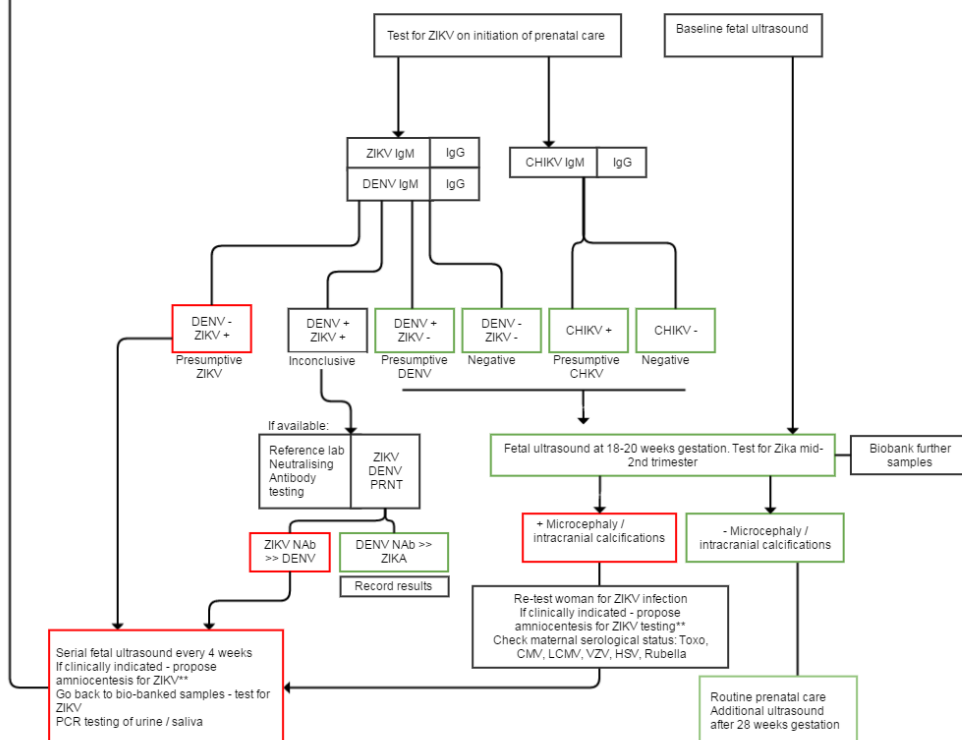 Test for ZIKV on initiation of prenatal care
Baseline fetal ultrasound
ZIKV IgM
IgG
DENV IgM
IgG
CHIKV IgM
IgG
DENV -
ZIKV +
Presumptive
ZIKV
DENV +
ZIKV +
Inconclusive
DENV +
ZIKV -
Presumptive
DENV
DENV -
ZIKV -
Negative
CHIKV +
Presumptive
CHKV
CHIKV -
Negative
If available:
Reference lab
Neutralising
Antibody
testing
ZIKV
DENV
PRNT
Fetal ultrasound at 18-20 weeks gestation. Test for Zika mid-
2nd trimester
Biobank further
samples
ZIKV NAb
>> DENV
DENV NAb >>
ZIKA
Record results
+ Microcephaly /
intracranial calcifications
- Microcephaly /
intracranial calcifications
Re-test woman for ZIKV infection
If clinically indicated - propose
amniocentesis for ZIKV testing**
Check maternal serological status: Toxo,
CMV, LCMV, VZV, HSV, Rubella
Serial fetal ultrasound every 4 weeks
If clinically indicated - propose
amniocentesis for ZIKV**
Go back to bio-banked samples - test for
ZIKV
PCR testing of urine / saliva
Routine prenatal care
Additional ultrasound
after 28 weeks gestation